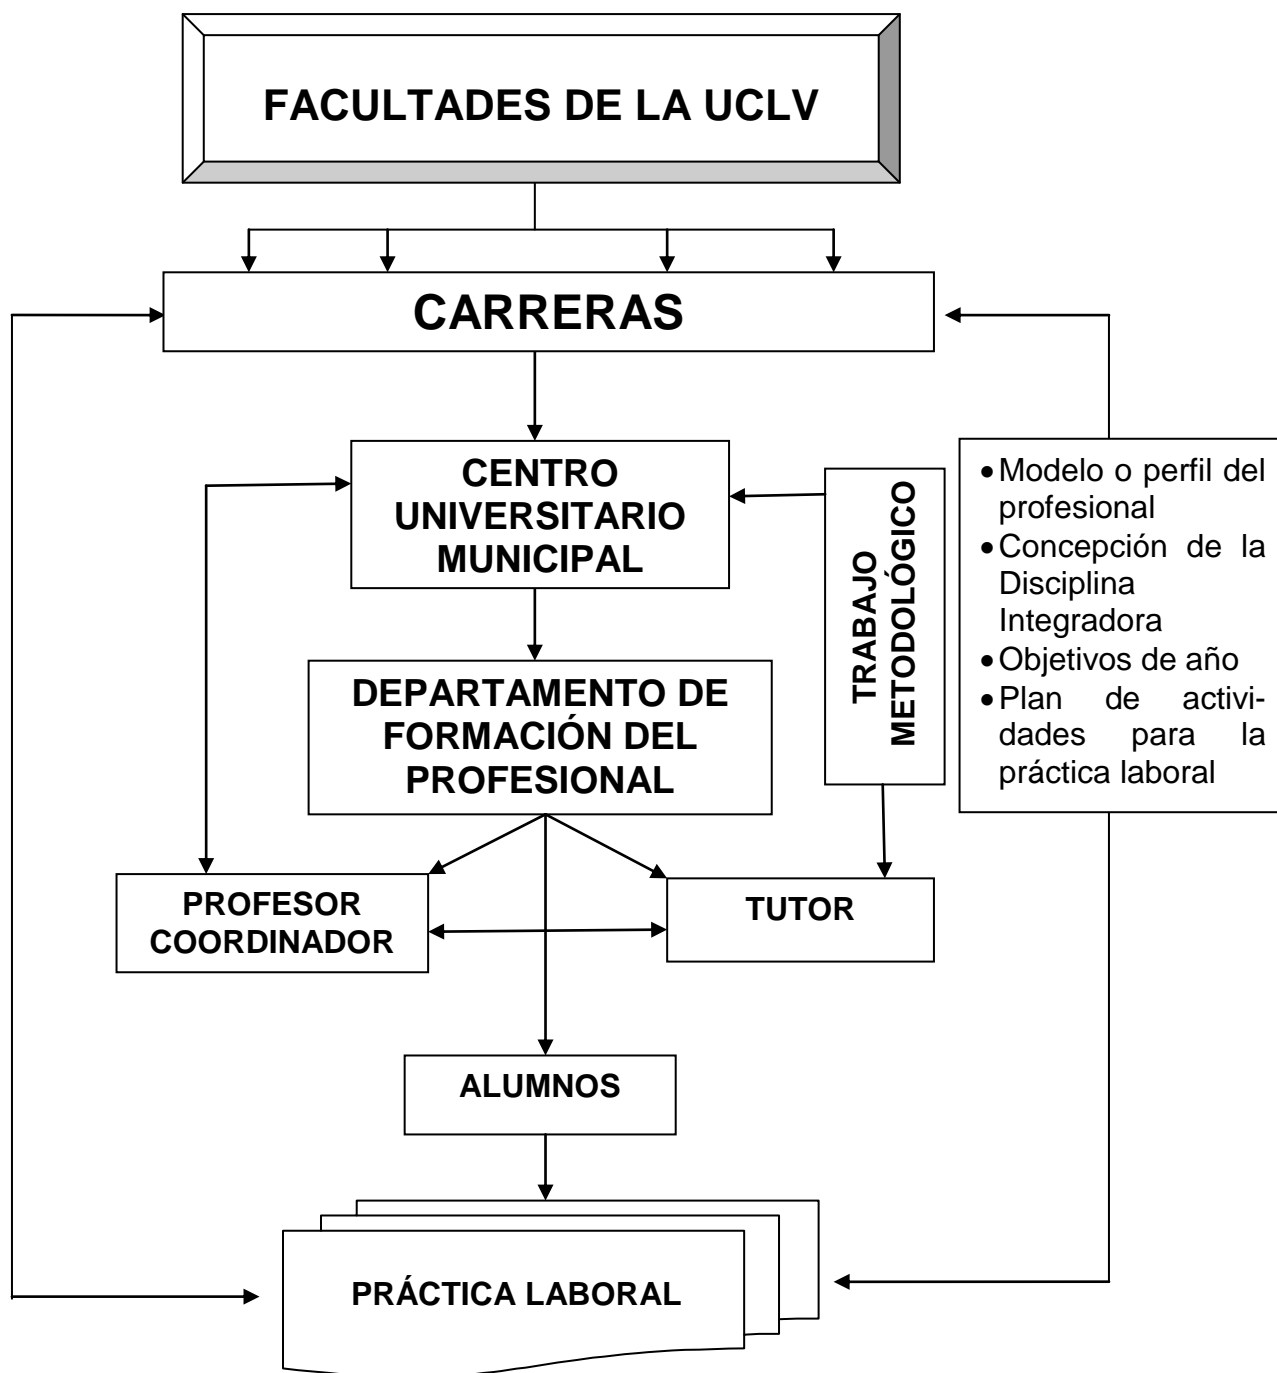 FACULTADES DE LA UCLV
CARRERAS
CENTRO
UNIVERSITARIO
MUNICIPAL
TRABAJO
METODOLÓGICO
•Modelo o perfil del
profesional
•Concepción de la
Disciplina
Integradora
•Objetivos de año
•Plan de activi-
dades para la
práctica laboral
DEPARTAMENTO DE
FORMACIÓN DEL
PROFESIONAL
PROFESOR
COORDINADOR
TUTOR
ALUMNOS
PRÁCTICA LABORAL